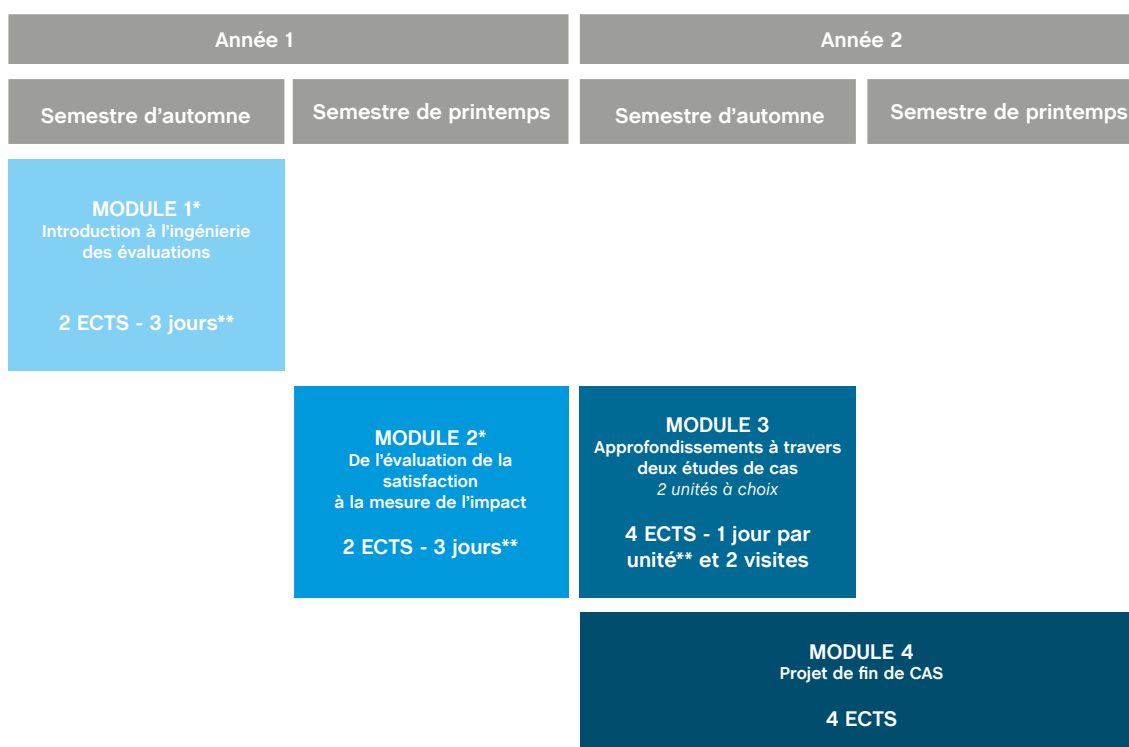 Année 1
Année 2
Semestre d'automne
Semestre de printemps
Semestre d'automne
Semestre de printemps
MODULE 1*
Introduction à l'ingénierie
des évaluations
2 ECTS - 3 jours**
MODULE 2*
De l'évaluation de la
satisfaction
à la mesure de l'impact
2 ECTS - 3 jours**
MODULE 3
Approfondissements à travers
deux études de cas
2 unités à choix
4 ECTS - 1 jour par
unité** et 2 visites
MODULE 4
Projet de fin de CAS
4 ECTS